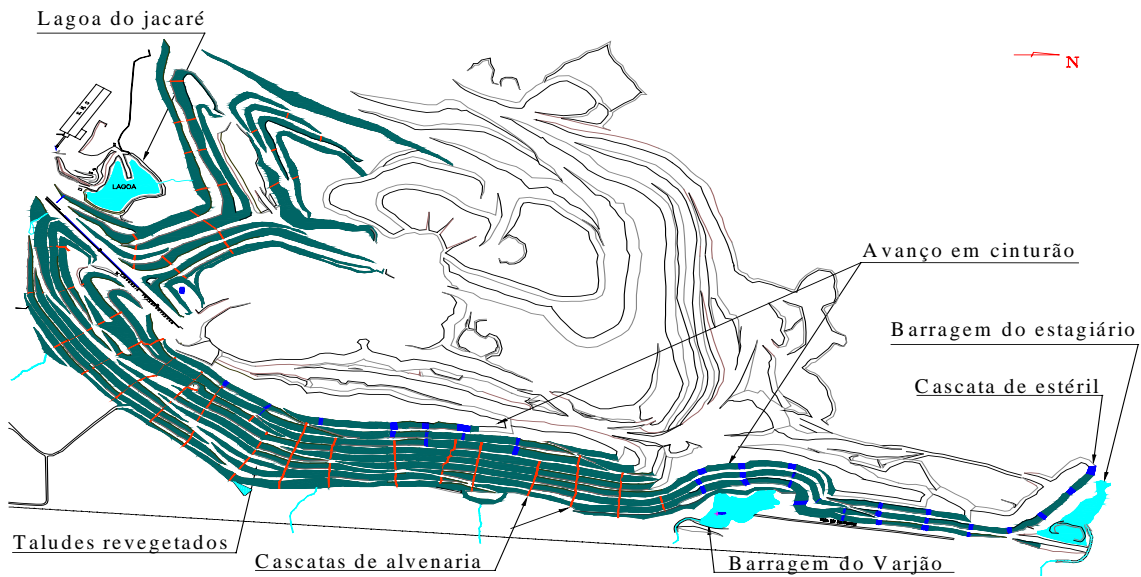 Lagoa do jacaré
N
LAGOA
Avanço em cinturão
Barragem do estagiário
Cascata de estéril
Taludes revegetados
Cascatas de alvenaria
Barragem do Varjão